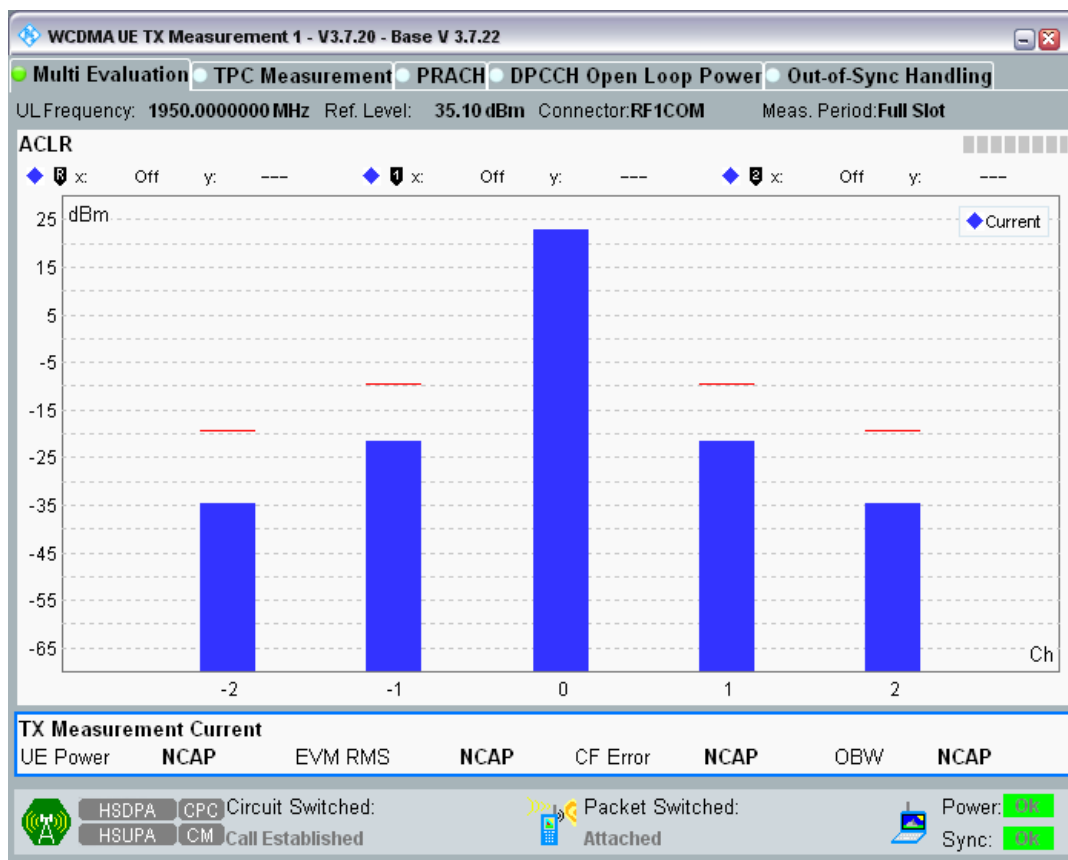 WCDMA UE TX Measurement 1 - V3.7.20 - Base V 3.7.22
Multi Evaluation TPC Measurement PRACH DPCCH Open Loop Power Out-of-Sync Handling
UL Frequency: 1950.0000000 MHz Ref. Level: 35.10 dBm Connector:RF1COM Meas. Period:Full Slot
ACLR
R x: Off y: --- 1 x: Off y: --- 2 x: Off y: ---
dBm
Current
25
15
5
-5
-15
-25
-35
-45
-55
-65
Ch
-2 -1 0 1 2
TX Measurement Current
UE Power NCAP EVM RMS NCAP CF Error NCAP OBW NCAP
HSDPA CPC Circuit Switched: Packet Switched: Power: OK
HSUPA CM Call Established Attached Sync: OK